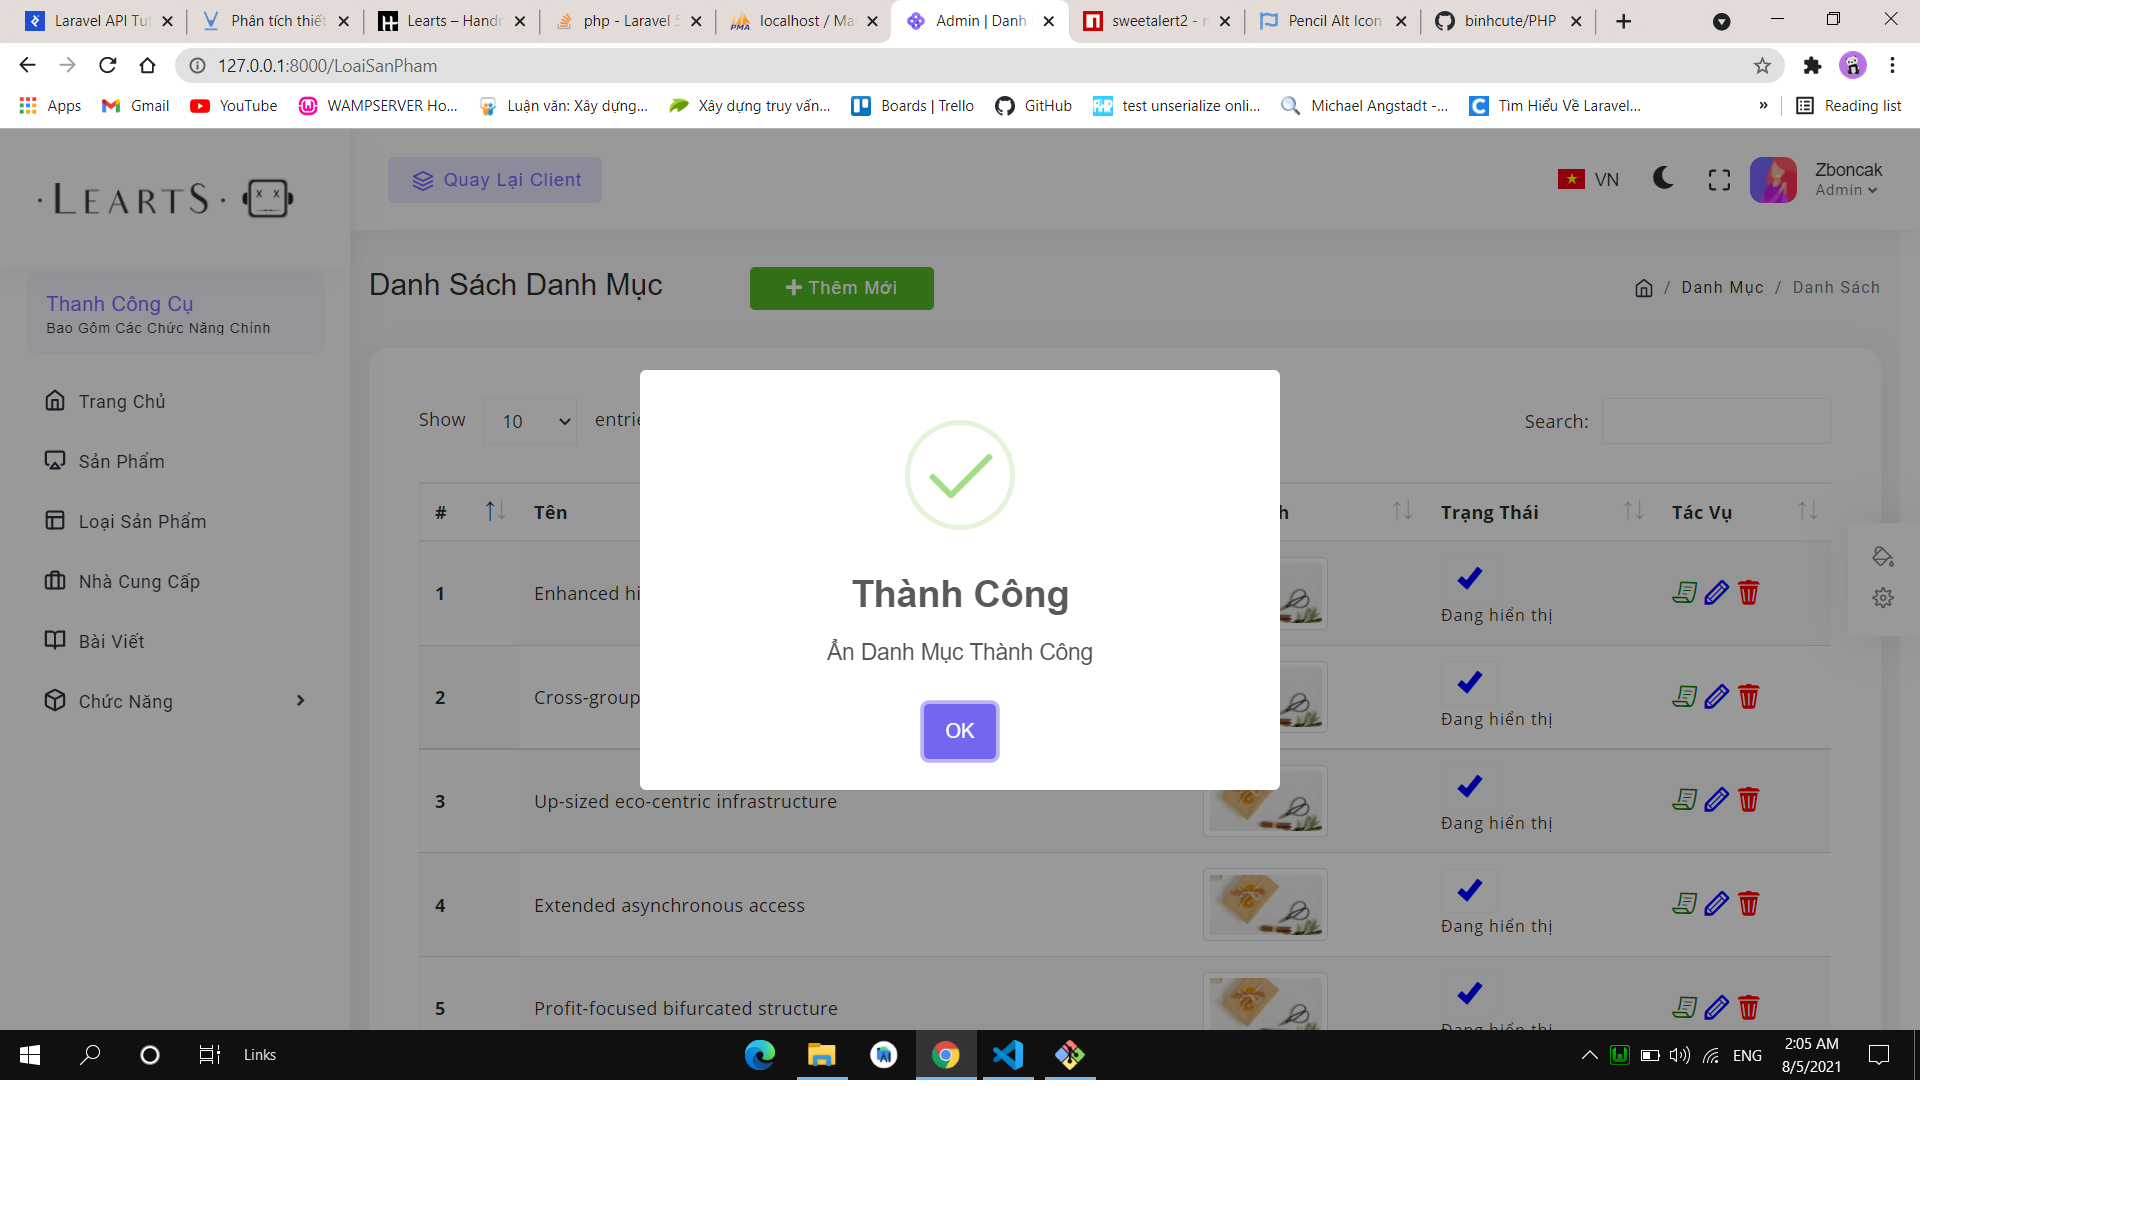 Laravel API Tut
Phân tích thiết
Learts – Handm
php - Laravel 5
localhost / Ma
Admin | Danh
sweetalert2 - n
Pencil Alt Icon
binhcute/PHP
127.0.0.1:8000/LoaiSanPham
Apps
Gmail
YouTube
WAMPSERVER Ho...
Luận văn: Xây dựng...
Xây dựng truy vấn...
Boards | Trello
GitHub
test unserialize onli...
Michael Angstadt -...
Tìm Hiểu Về Laravel...
»
Reading list
· LEARTS ·
Quay Lại Client
VN
Zboncak
Admin
Thanh Công Cụ
Bao Gồm Các Chức Năng Chính
Trang Chủ
Sản Phẩm
Loại Sản Phẩm
Nhà Cung Cấp
Bài Viết
Chức Năng
Danh Sách Danh Mục
+ Thêm Mới
/ Danh Mục / Danh Sách
Show 10 entrie
Search:
# Tên h Trạng Thái Tác Vụ
1 Enhanced hi Đang hiển thị
2 Cross-group Đang hiển thị
3 Up-sized eco-centric infrastructure Đang hiển thị
4 Extended asynchronous access Đang hiển thị
5 Profit-focused bifurcated structure Đang hiển thị
Thành Công
Ẩn Danh Mục Thành Công
OK
Links
ENG
2:05 AM
8/5/2021